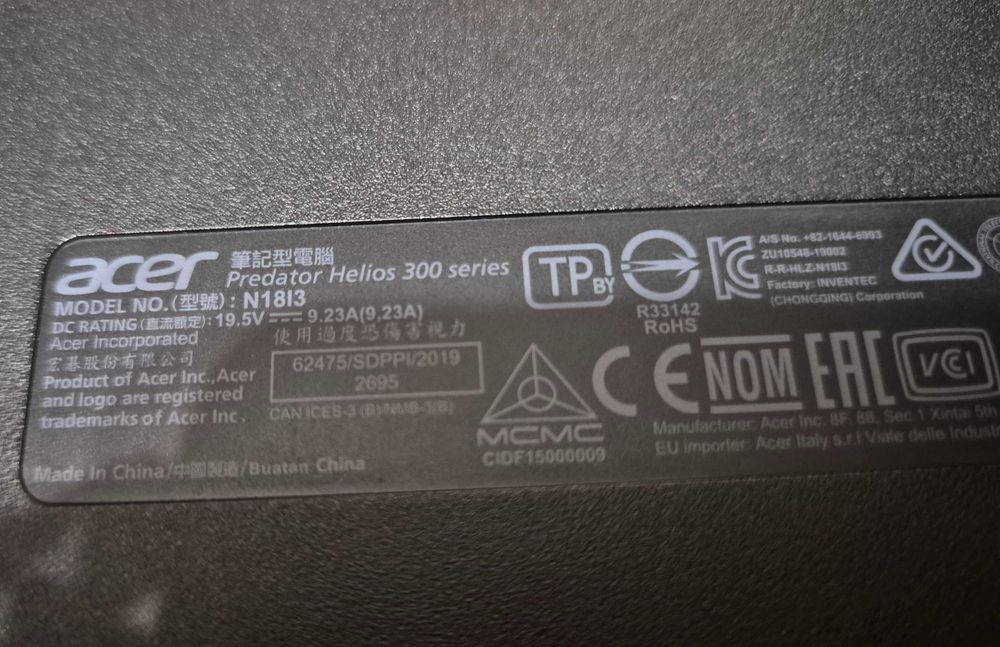 acer 筆記型電腦
Predator Helios 300 series
MODEL NO.(型號): N18I3
DC RATING(直流額定): 19.5V 9.23A(9,23A)
Acer Incorporated
宏碁股份有限公司
使用過度恐傷害視力
Product of Acer Inc., Acer
and logo are registered
trademarks of Acer Inc.
62475/SDPPI/2019
2695
CAN ICES-3 (B)/NMB-3(B)
Made In China/中國製造/Buatan China
TP BY
R33142
RoHS
KC
A/S No. +82-1644-6993
ZU10548-19002
R-R-HLZ-N18I3
Factory: INVENTEC
(CHONGQING) Corporation
MCMC
CIDF15000009
CE NOM EAC VCCI
Manufacturer: Acer Inc. 8F, 88, Sec.1 Xintai 5th
EU importer: Acer Italy s.r.l Viale delle